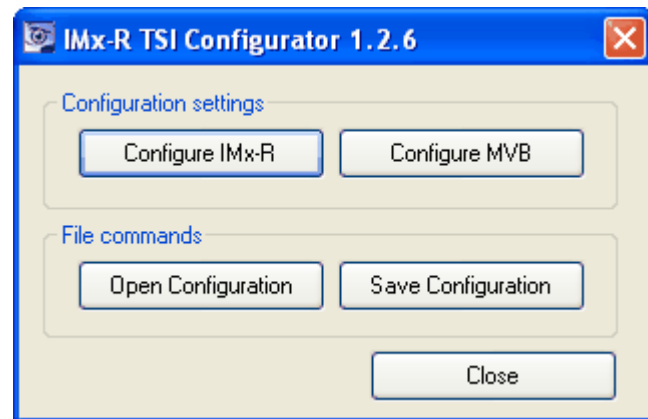 IMx-R TSI Configurator 1.2.6
Configuration settings
Configure IMx-R Configure MVB
File commands
Open Configuration Save Configuration
Close